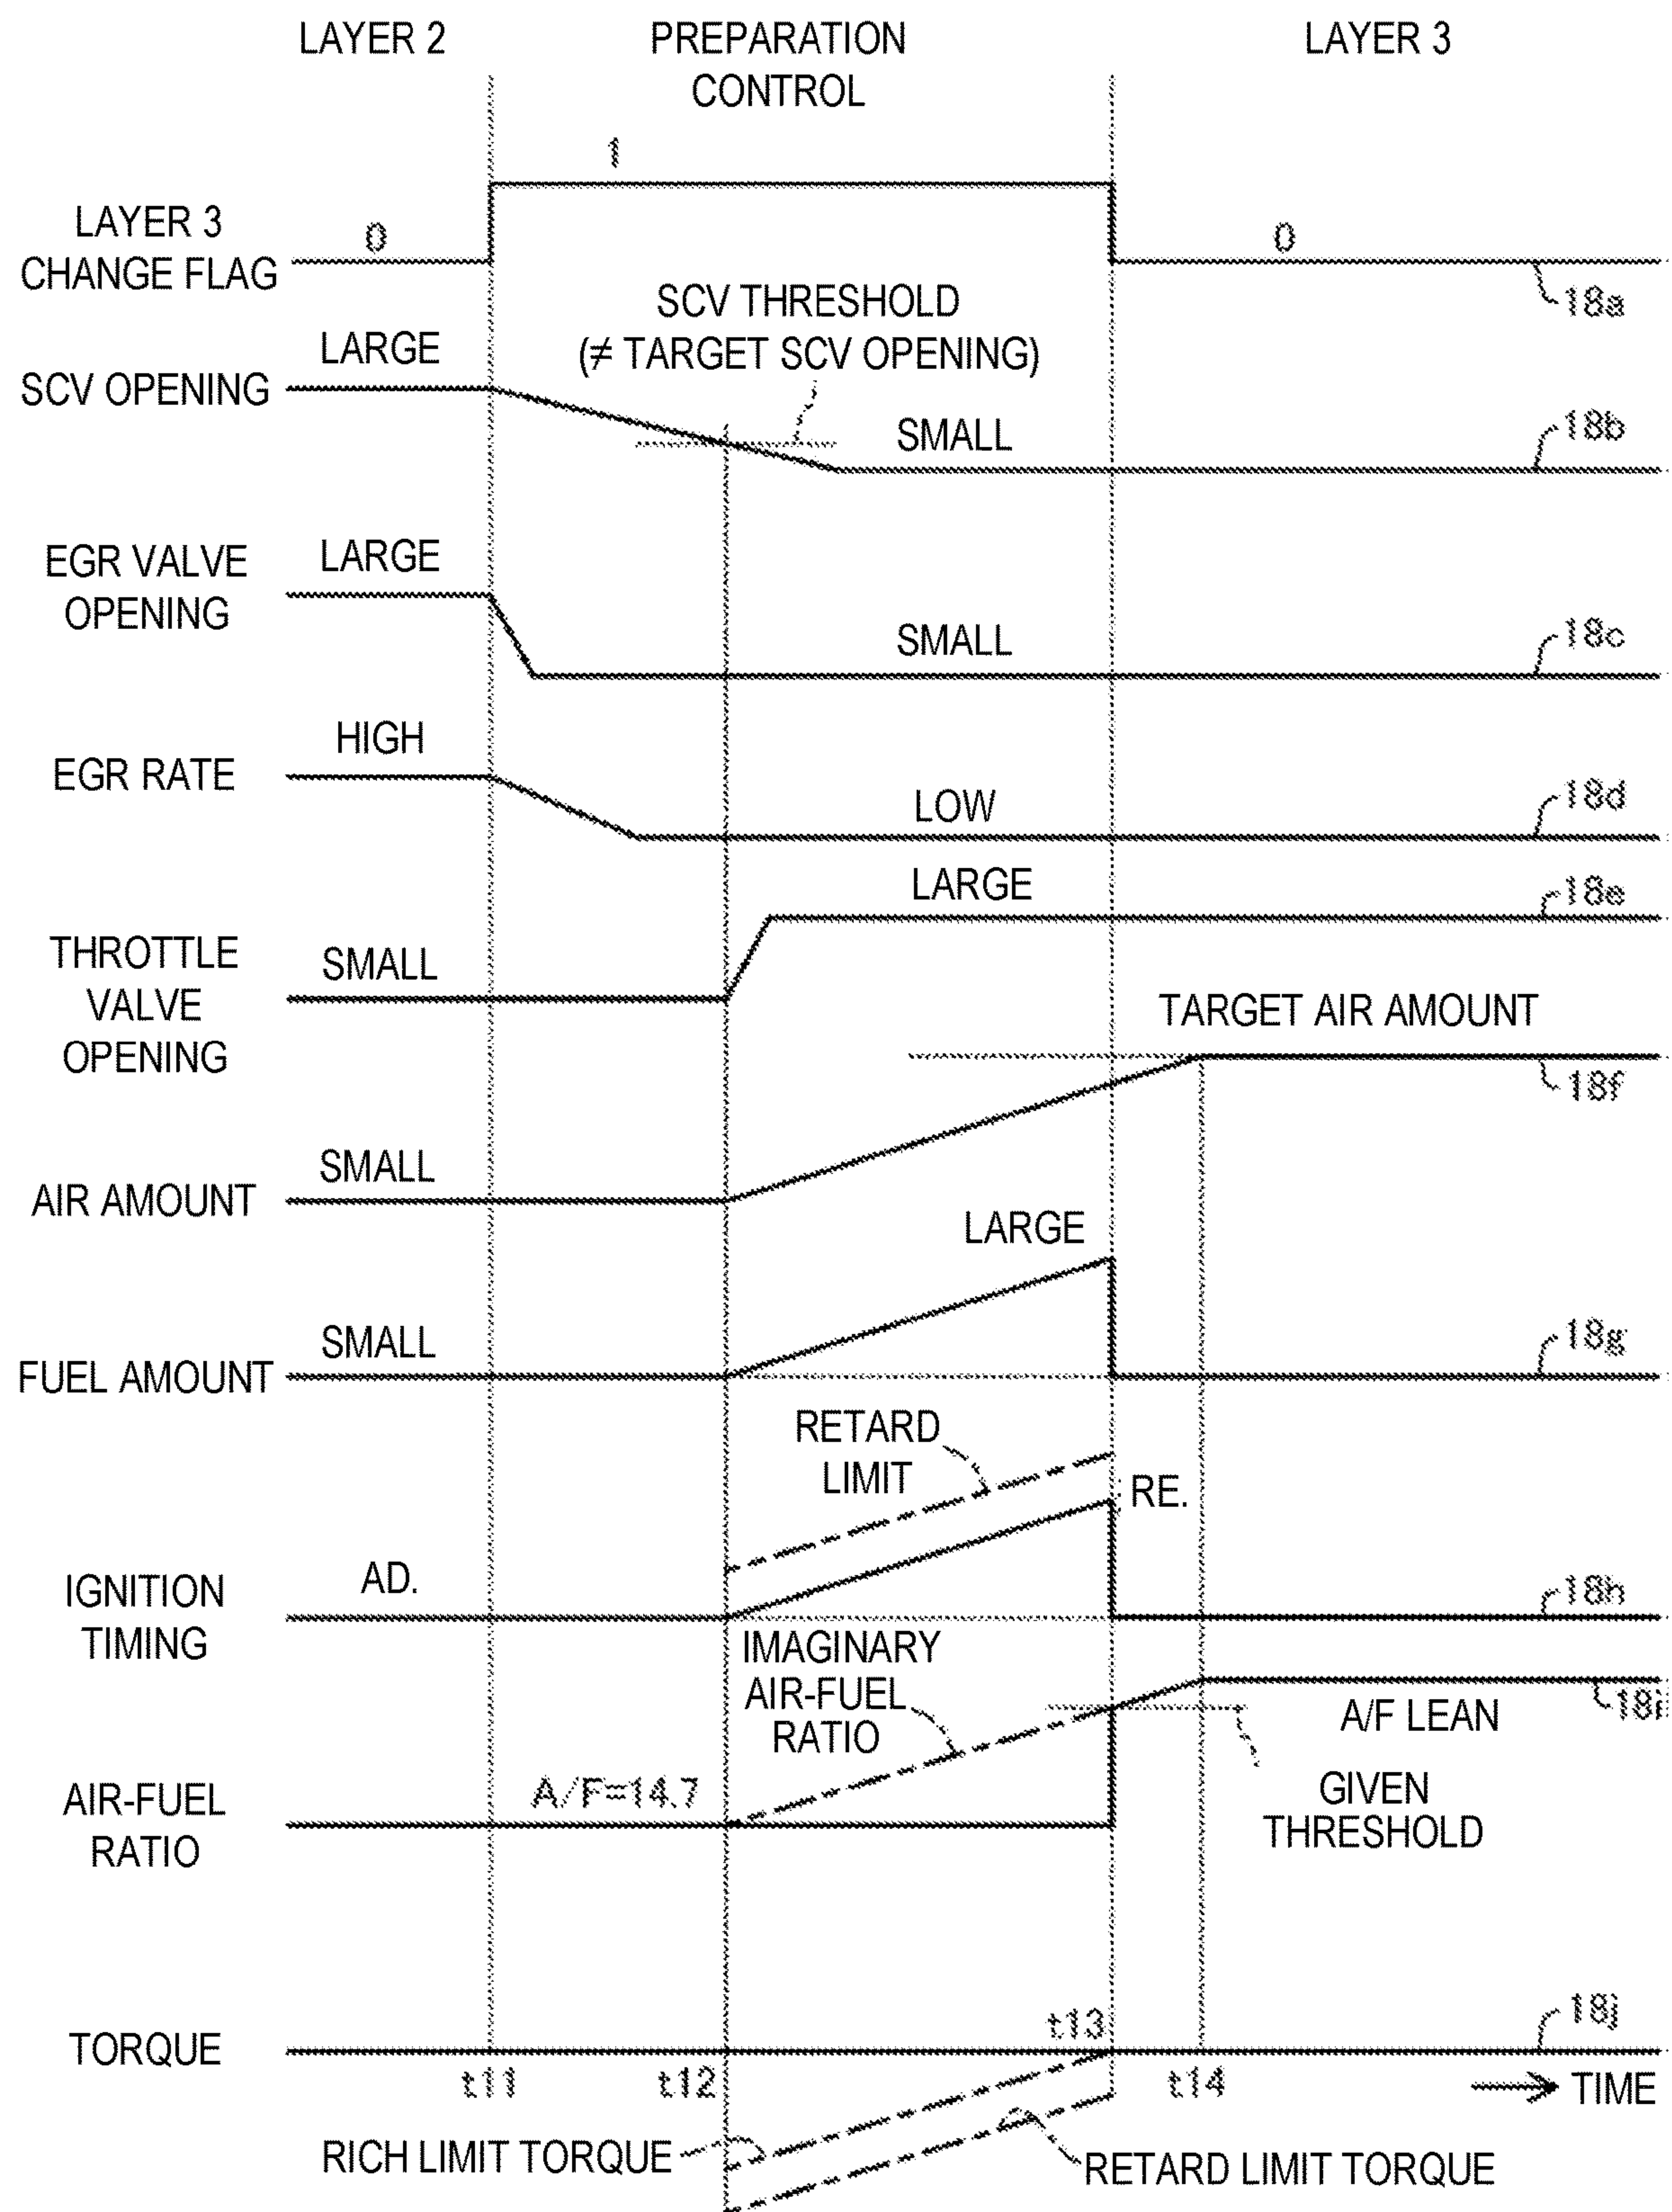 LAYER 2
PREPARATION
CONTROL
LAYER 3
1
LAYER 3
CHANGE FLAG
0
0
18a
SCV THRESHOLD
(≠ TARGET SCV OPENING)
LARGE
SCV OPENING
SMALL
18b
EGR VALVE
OPENING
LARGE
SMALL
18c
HIGH
EGR RATE
LOW
18d
LARGE
18e
THROTTLE
VALVE
OPENING
SMALL
TARGET AIR AMOUNT
18f
SMALL
AIR AMOUNT
LARGE
SMALL
FUEL AMOUNT
18g
RETARD
LIMIT
RE.
AD.
IGNITION
TIMING
18h
IMAGINARY
AIR-FUEL
RATIO
18i
A/F LEAN
A/F=14.7
AIR-FUEL
RATIO
GIVEN
THRESHOLD
18j
t13
TORQUE
t11
t12
t14
TIME
RICH LIMIT TORQUE
RETARD LIMIT TORQUE